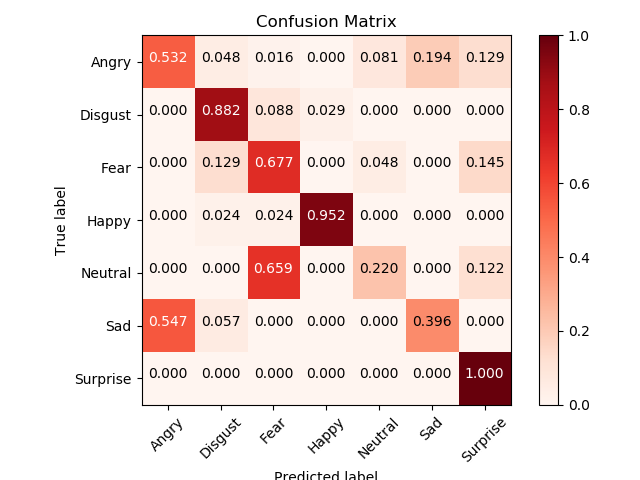 Confusion Matrix
True label
Angry 0.532 0.048 0.016 0.000 0.081 0.194 0.129
Disgust 0.000 0.882 0.088 0.029 0.000 0.000 0.000
Fear 0.000 0.129 0.677 0.000 0.048 0.000 0.145
Happy 0.000 0.024 0.024 0.952 0.000 0.000 0.000
Neutral 0.000 0.000 0.659 0.000 0.220 0.000 0.122
Sad 0.547 0.057 0.000 0.000 0.000 0.396 0.000
Surprise 0.000 0.000 0.000 0.000 0.000 0.000 1.000
Angry Disgust Fear Happy Neutral Sad Surprise
Predicted label
1.0
0.8
0.6
0.4
0.2
0.0